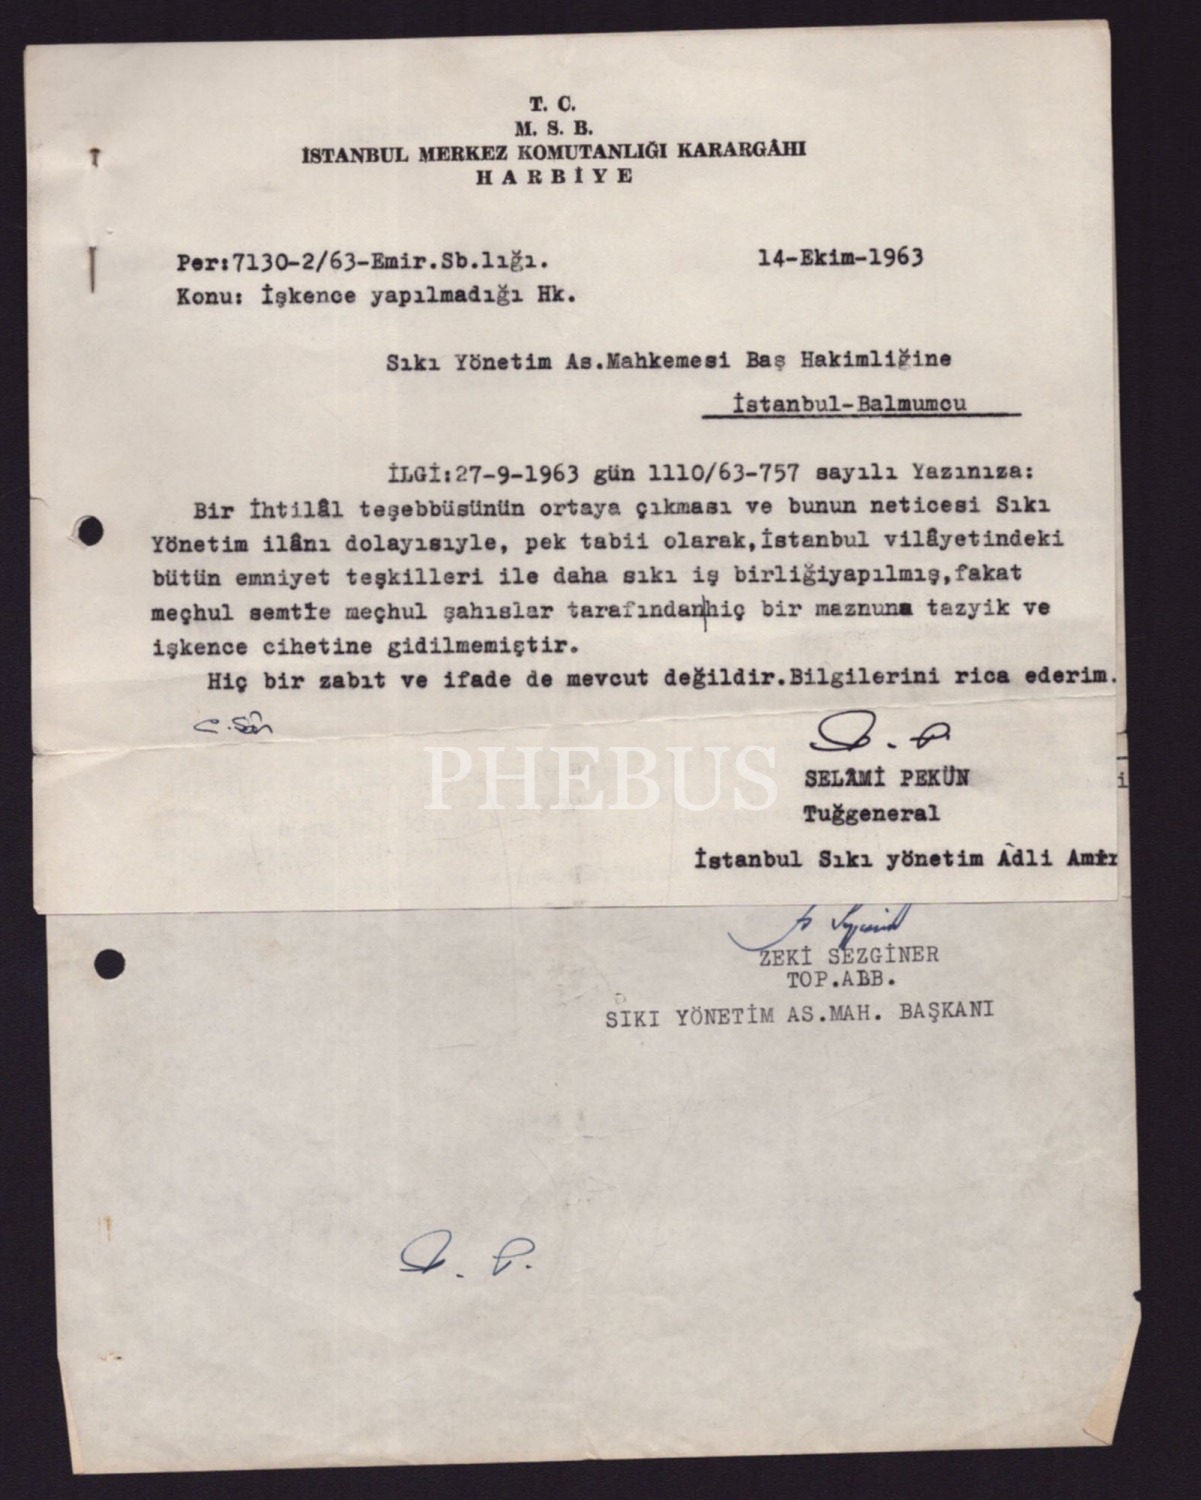 T. C.
M. S. B.
İSTANBUL MERKEZ KOMUTANLIĞI KARARGÂHI
HARBİYE
Per:7130-2/63-Emir.Sb.lığı.
14-Ekim-1963
Konu: İşkence yapılmadığı Hk.
Sıkı Yönetim As.Mahkemesi Baş Hakimliğine
İstanbul-Balmumcu
İLGİ:27-9-1963 gün 1110/63-757 sayılı Yazınıza:
Bir İhtilâl teşebbüsünün ortaya çıkması ve bunun neticesi Sıkı
Yönetim ilânı dolayısiyle, pek tabii olarak,İstanbul vilâyetindeki
bütün emniyet teşkilleri ile daha sıkı iş birliğiyapılmış,fakat
meçhul semtte meçhul şahıslar tarafından hiç bir maznuna tazyik ve
işkence cihetine gidilmemiştir.
Hiç bir zabıt ve ifade de mevcut değildir.Bilgilerini rica ederim.
PHEBUS
SELÂMİ PEKÜN
Tuğgeneral
İstanbul Sıkı yönetim Âdli Amir
i
ZEKİ SEZGİNER
TOP.ALB.
SIKI YÖNETİM AS.MAH. BAŞKANI